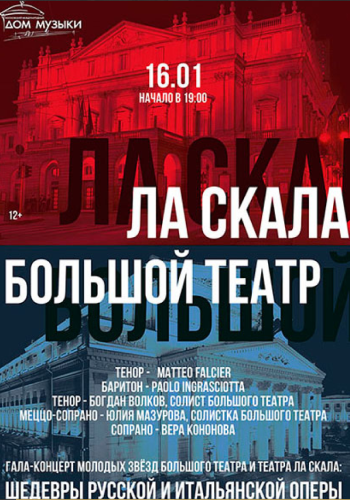 ДОМ МУЗЫКИ
16.01
НАЧАЛО В 19:00
ЛА СКАЛА
12+
ЛА СКАЛА
БОЛЬШОЙ ТЕАТР
БОЛЬШОЙ
ТЕНОР - MATTEO FALCIER
БАРИТОН - PAOLO INGRASCIOTTA
ТЕНОР - БОГДАН ВОЛКОВ, СОЛИСТ БОЛЬШОГО ТЕАТРА
МЕЦЦО-СОПРАНО - ЮЛИЯ МАЗУРОВА, СОЛИСТКА БОЛЬШОГО ТЕАТРА
СОПРАНО - ВЕРА КОНОНОВА
ГАЛА-КОНЦЕРТ МОЛОДЫХ ЗВЁЗД БОЛЬШОГО ТЕАТРА И ТЕАТРА ЛА СКАЛА:
ШЕДЕВРЫ РУССКОЙ И ИТАЛЬЯНСКОЙ ОПЕРЫ